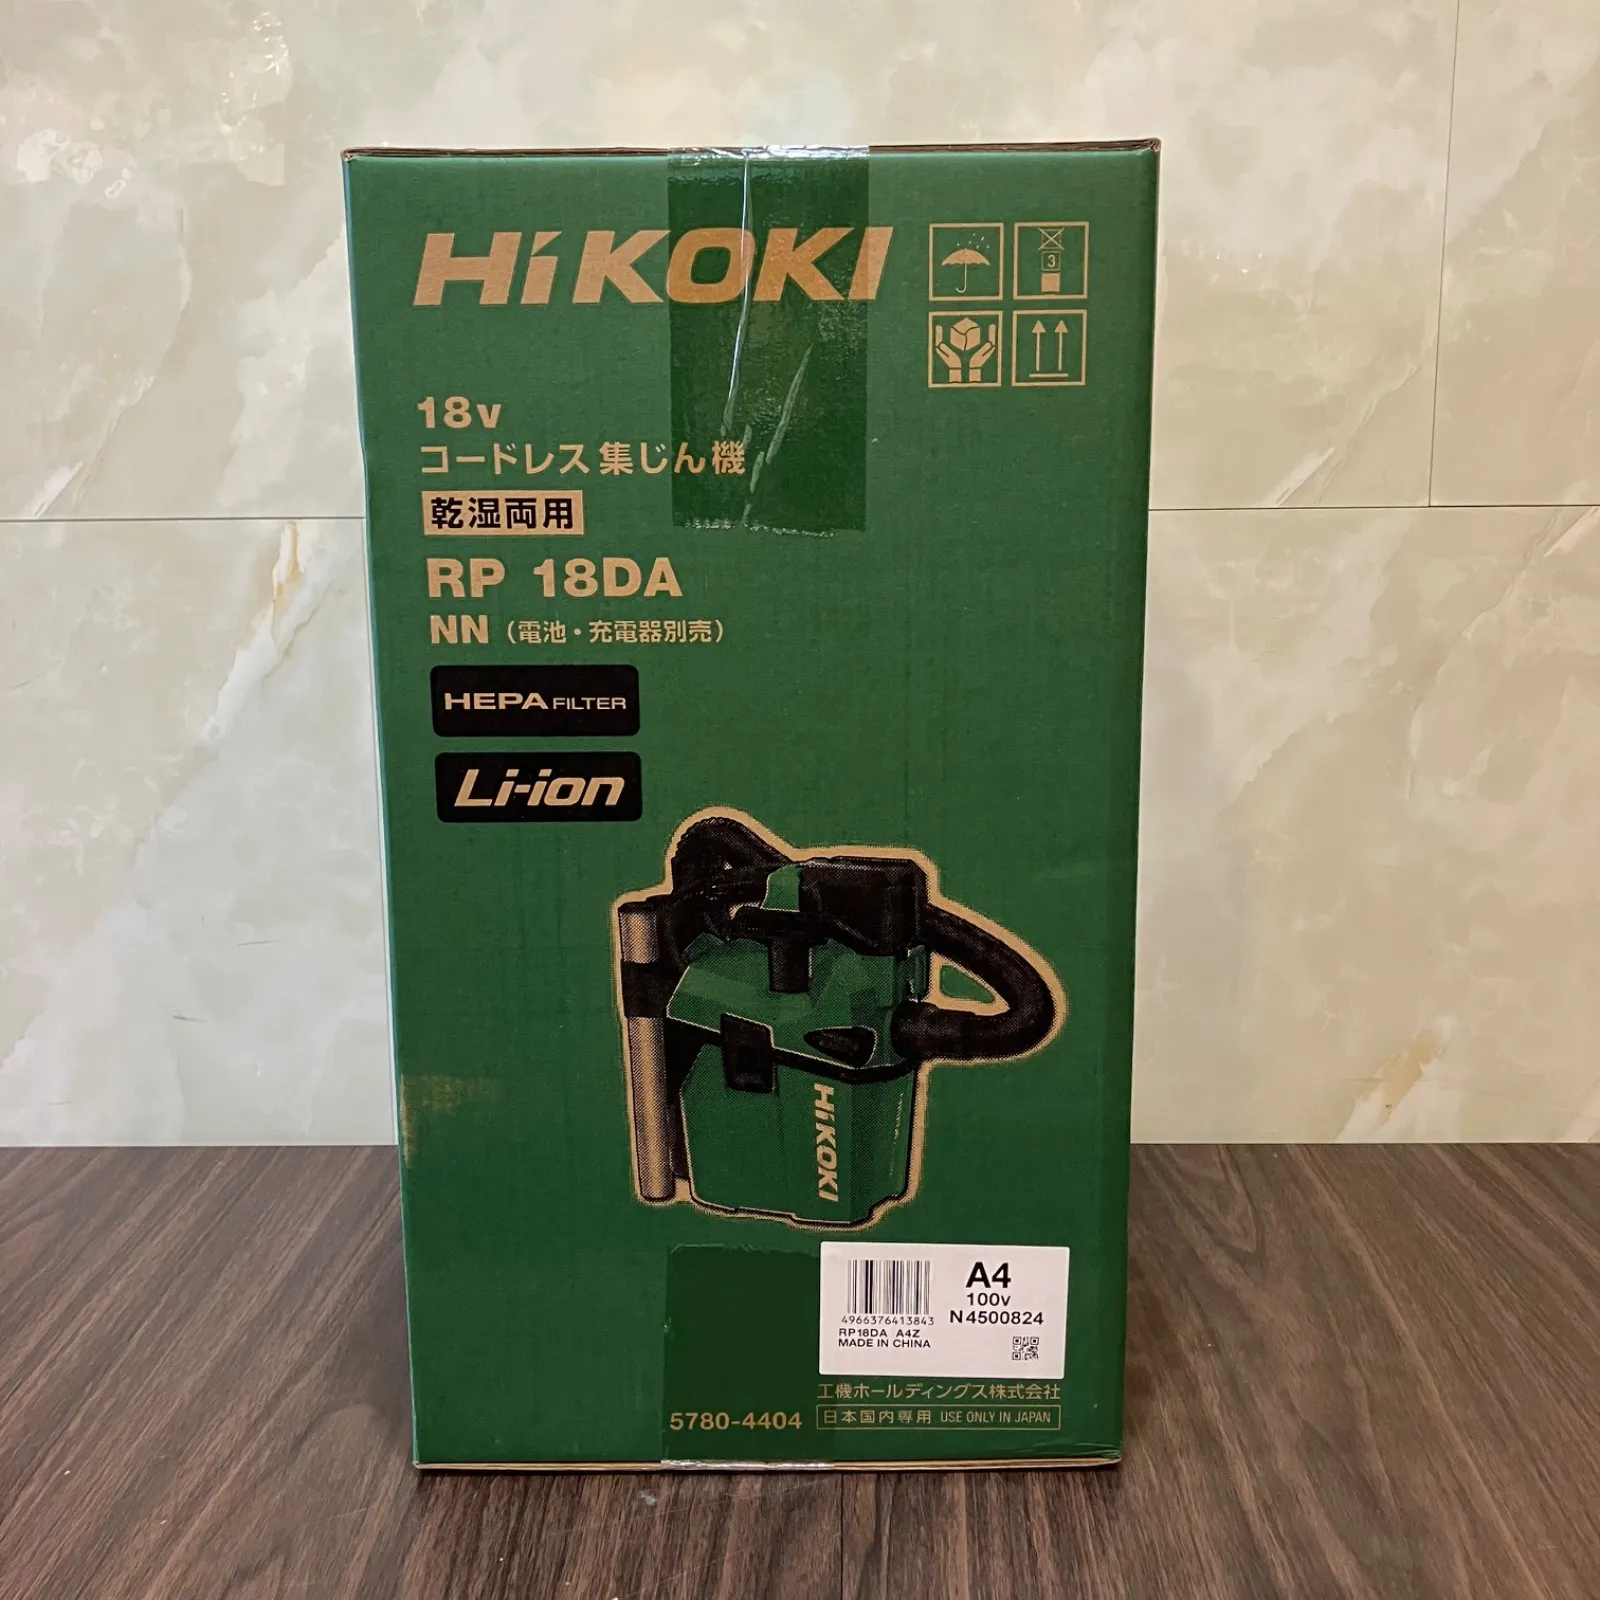 HiKOKI
3
18v
コードレス 集じん機
乾湿両用
RP 18DA
NN（電池・充電器別売）
HEPA FILTER
Li-ion
HiKOKI
A4
100v
N4500824
4966376413843
RP18DA A4Z
MADE IN CHINA
工機ホールディングス株式会社
5780-4404
日本国内専用 USE ONLY IN JAPAN